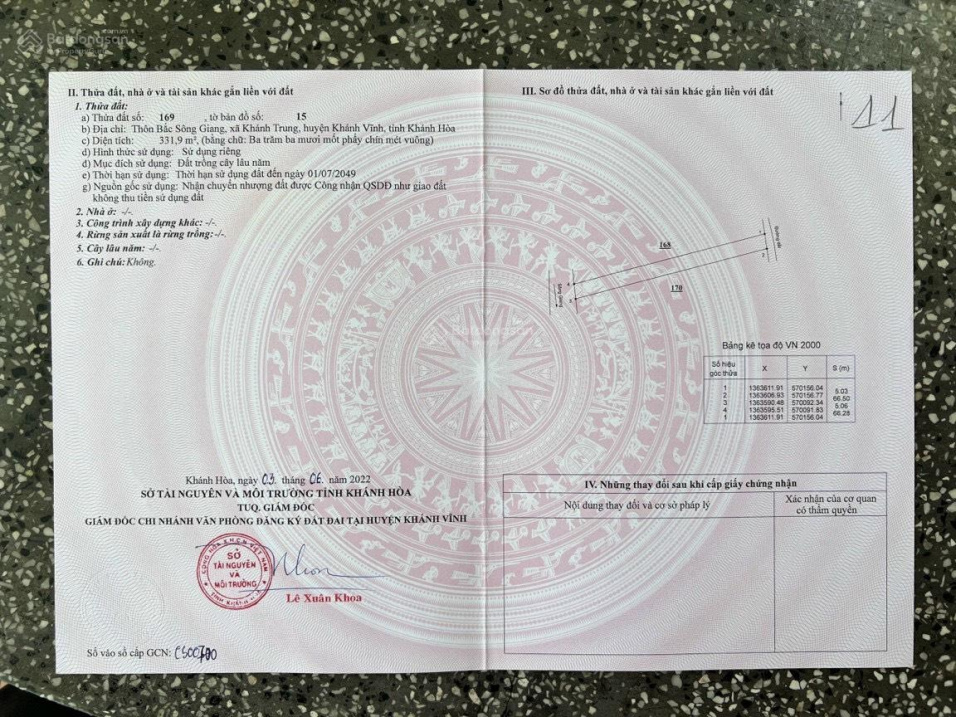 Batdongsan
II. Thửa đất, nhà ở và tài sản khác gắn liền với đất
1. Thửa đất:
a) Thửa đất số: 169 , tờ bản đồ số: 15
b) Địa chỉ: Thôn Bắc Sông Giang, xã Khánh Trung, huyện Khánh Vĩnh, tỉnh Khánh Hòa
c) Diện tích: 331,9 m², (bằng chữ: Ba trăm ba mươi mốt phẩy chín mét vuông)
d) Hình thức sử dụng: Sử dụng riêng
đ) Mục đích sử dụng: Đất trồng cây lâu năm
e) Thời hạn sử dụng: Thời hạn sử dụng đất đến ngày 01/07/2049
g) Nguồn gốc sử dụng: Nhận chuyển nhượng đất được Công nhận QSDĐ như giao đất
không thu tiền sử dụng đất
2. Nhà ở: -/-.
3. Công trình xây dựng khác: -/-.
4. Rừng sản xuất là rừng trồng: -/-.
5. Cây lâu năm: -/-.
6. Ghi chú: Không.
Khánh Hòa, ngày 03 tháng 06 năm 2022
SỞ TÀI NGUYÊN VÀ MÔI TRƯỜNG TỈNH KHÁNH HÒA
TUQ. GIÁM ĐỐC
GIÁM ĐỐC CHI NHÁNH VĂN PHÒNG ĐĂNG KÝ ĐẤT ĐAI TẠI HUYỆN KHÁNH VĨNH
SỞ
TÀI NGUYÊN
VÀ
MÔI TRƯỜNG
Lê Xuân Khoa
Số vào sổ cấp GCN: CS00700
III. Sơ đồ thửa đất, nhà ở và tài sản khác gắn liền với đất
11
168
170
1
2
3
4
Batdongsan
Bảng kê tọa độ VN 2000
Số hiệu góc thửa X Y S (m)
1 1363611.91 570156.04
5.03
2 1363606.93 570156.77
66.50
3 1363590.48 570092.34
5.06
4 1363595.51 570091.83
66.28
1 1363611.91 570156.04
IV. Những thay đổi sau khi cấp giấy chứng nhận
Nội dung thay đổi và cơ sở pháp lý
Xác nhận của cơ quan
có thẩm quyền